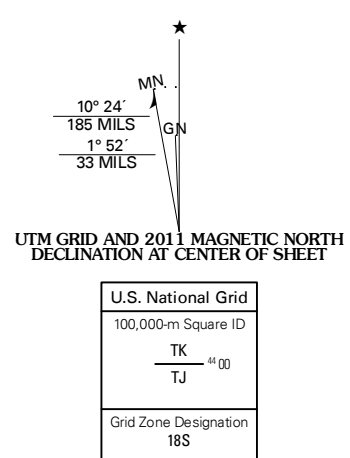 ★
MN
10° 24´
185 MILS
GN
1° 52´
33 MILS
UTM GRID AND 2011 MAGNETIC NORTH
DECLINATION AT CENTER OF SHEET
U.S. National Grid
100,000-m Square ID
TK
44 00
TJ
Grid Zone Designation
18S